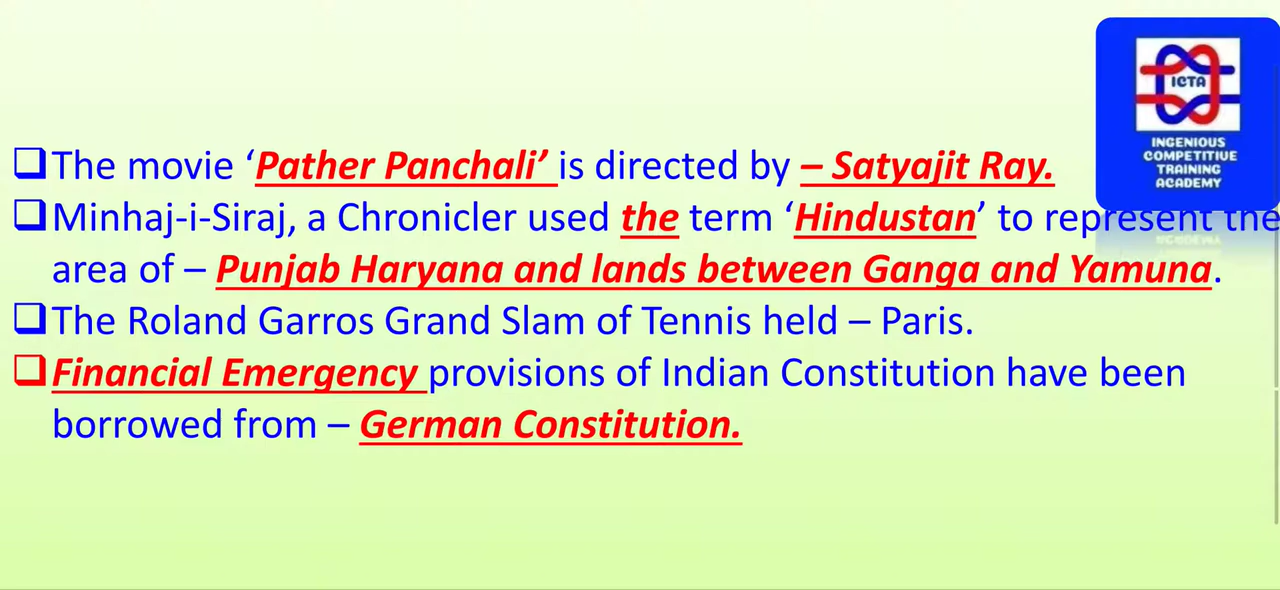 ICTA
INGENIOUS
COMPETITIVE
TRAINING
ACADEMY
❑The movie ‘Pather Panchali’ is directed by – Satyajit Ray.
❑Minhaj-i-Siraj, a Chronicler used the term ‘Hindustan’ to represent the
area of – Punjab Haryana and lands between Ganga and Yamuna.
❑The Roland Garros Grand Slam of Tennis held – Paris.
❑Financial Emergency provisions of Indian Constitution have been
borrowed from – German Constitution.